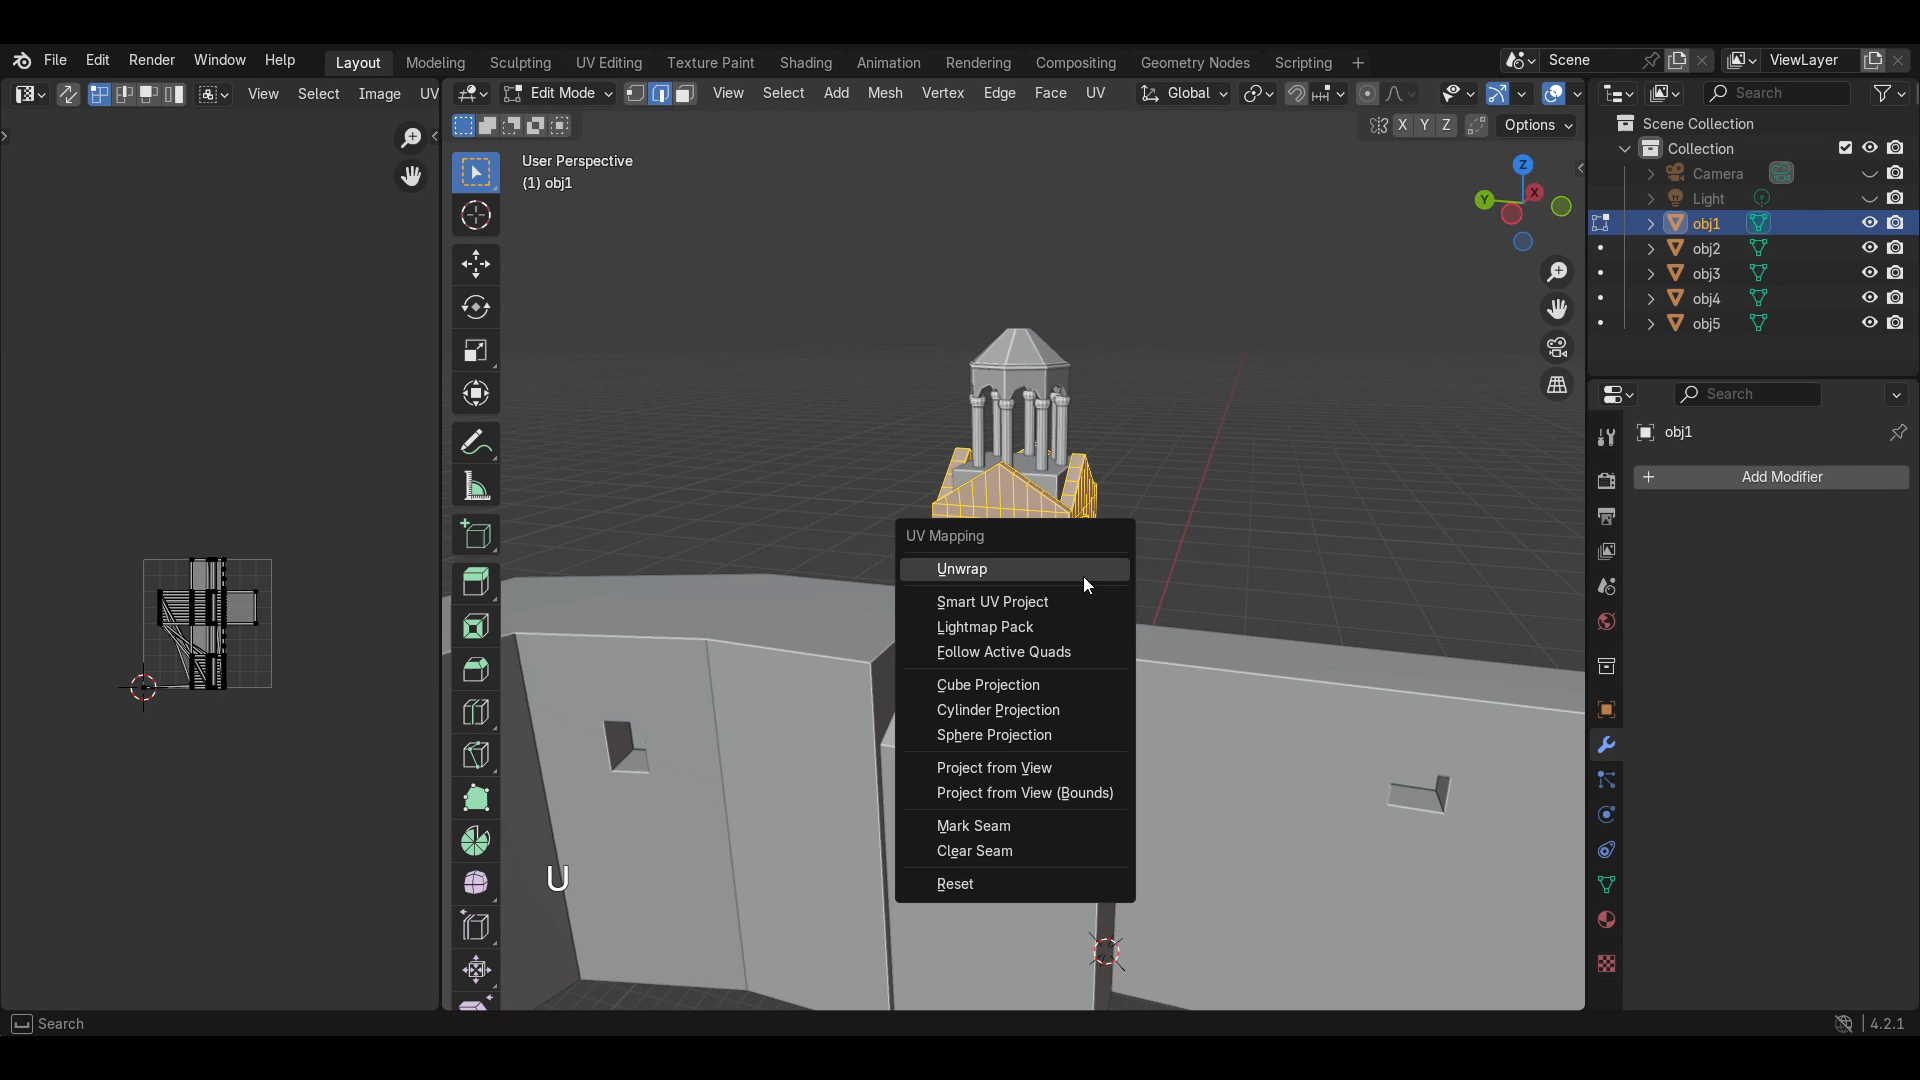 File Edit Render Window Help Layout Modeling Sculpting UV Editing Texture Paint Shading Animation Rendering Compositing Geometry Nodes Scripting + Scene ViewLayer
View Select Image UV
Edit Mode View Select Add Mesh Vertex Edge Face UV Global
Search
X Y Z Options
User Perspective
(1) obj1
Z
Y
X
Scene Collection
Collection
Camera
Light
obj1
obj2
obj3
obj4
obj5
Search
obj1
+ Add Modifier
UV Mapping
Unwrap
Smart UV Project
Lightmap Pack
Follow Active Quads
Cube Projection
Cylinder Projection
Sphere Projection
Project from View
Project from View (Bounds)
Mark Seam
Clear Seam
Reset
U
Search
4.2.1